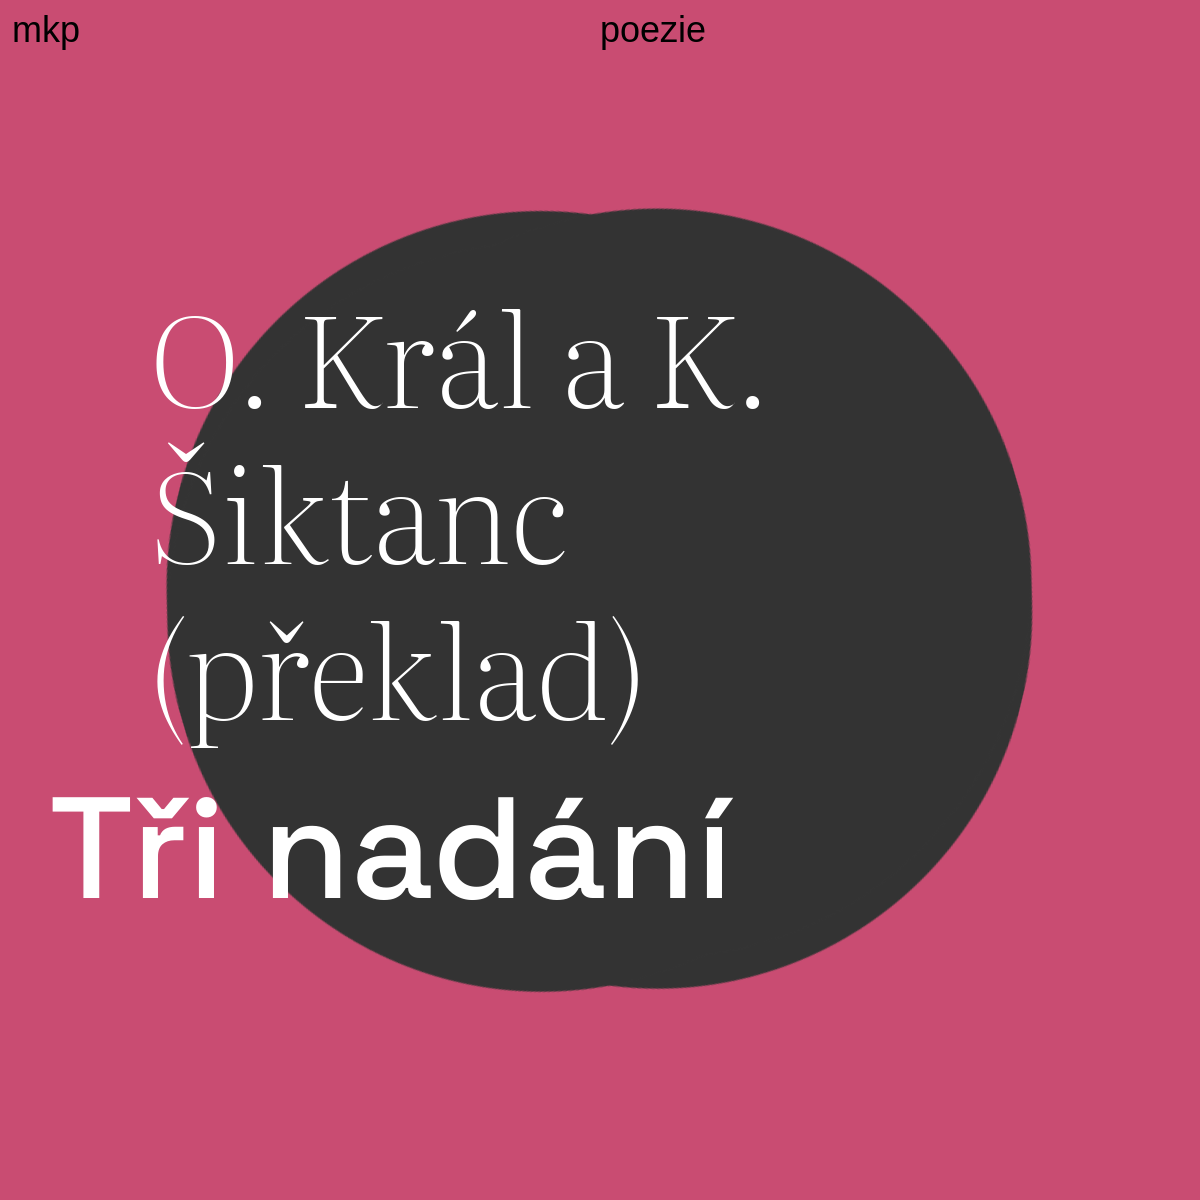 mkp
poezie
O. Král a K.
Šiktanc
(překlad)
Tři nadání